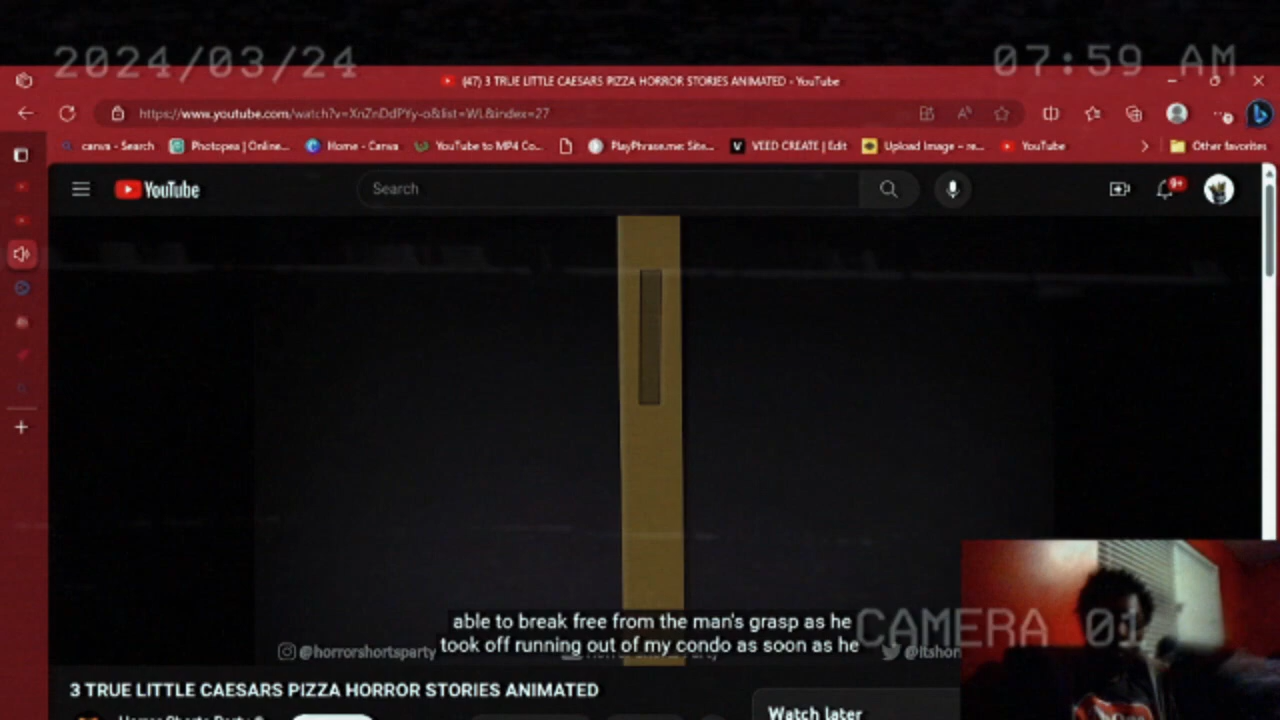 2024/03/24
07:59 AM
(47) 3 TRUE LITTLE CAESARS PIZZA HORROR STORIES ANIMATED - YouTube
https://www.youtube.com/watch?v=XnZnDdPYy-o&list=WL&index=27
canva - Search
Photopea | Online...
Home - Canva
YouTube to MP4 Co...
PlayPhrase.me: Site...
VEED CREATE | Edit
Upload Image – re...
YouTube
Other favorites
YouTube
Search
9+
able to break free from the man's grasp as he
took off running out of my condo as soon as he
CAMERA 01
@horrorshortsparty
3 TRUE LITTLE CAESARS PIZZA HORROR STORIES ANIMATED
Horror Shorts Party
Watch later